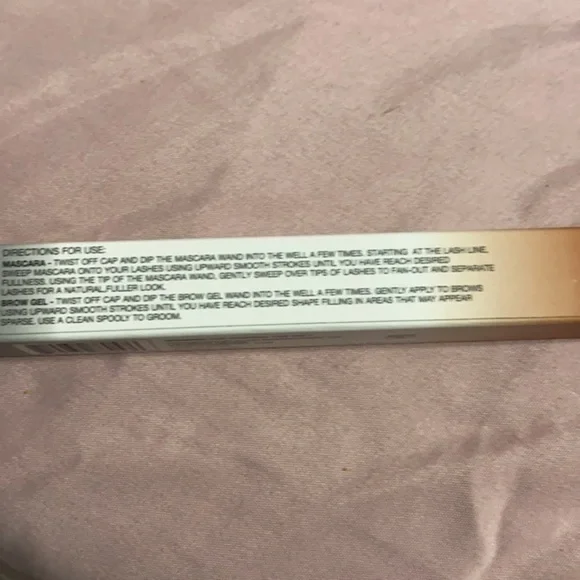 DIRECTIONS FOR USE:
MASCARA - TWIST OFF CAP AND DIP THE MASCARA WAND INTO THE WELL A FEW TIMES. STARTING AT THE LASH LINE,
SWEEP MASCARA ONTO YOUR LASHES USING UPWARD SMOOTH STROKES UNTIL YOU HAVE REACH DESIRED
FULLNESS. USING THE TIP OF THE MASCARA WAND, GENTLY SWEEP OVER TIPS OF LASHES TO FAN-OUT AND SEPARATE
LASHES FOR A NATURAL, FULLER LOOK.
BROW GEL - TWIST OFF CAP AND DIP THE BROW GEL WAND INTO THE WELL A FEW TIMES. GENTLY APPLY TO BROWS
USING UPWARD SMOOTH STROKES UNTIL YOU HAVE REACH DESIRED SHAPE FILLING IN AREAS THAT MAY APPEAR
SPARSE. USE A CLEAN SPOOLY TO GROOM.